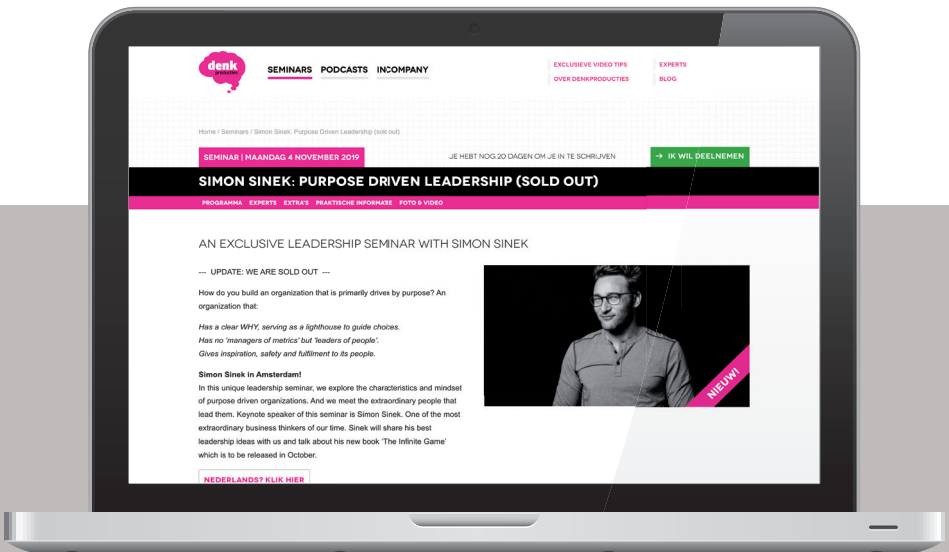 denk
producties
SEMINARS PODCASTS INCOMPANY
EXCLUSIEVE VIDEO TIPS
OVER DENKPRODUCTIES
EXPERTS
BLOG
Home / Seminars / Simon Sinek: Purpose Driven Leadership (sold out)
SEMINAR | MAANDAG 4 NOVEMBER 2019
JE HEBT NOG 20 DAGEN OM JE IN TE SCHRIJVEN
→ IK WIL DEELNEMEN
SIMON SINEK: PURPOSE DRIVEN LEADERSHIP (SOLD OUT)
PROGRAMMA EXPERTS EXTRA'S PRAKTISCHE INFORMATIE FOTO & VIDEO
AN EXCLUSIVE LEADERSHIP SEMINAR WITH SIMON SINEK
--- UPDATE: WE ARE SOLD OUT ---
How do you build an organization that is primarily drives by purpose? An
organization that:
Has a clear WHY, serving as a lighthouse to guide choices.
Has no 'managers of metrics' but 'leaders of people'.
Gives inspiration, safety and fulfilment to its people.
Simon Sinek in Amsterdam!
In this unique leadership seminar, we explore the characteristics and mindset
of purpose driven organizations. And we meet the extraordinary people that
lead them. Keynote speaker of this seminar is Simon Sinek. One of the most
extraordinary business thinkers of our time. Sinek will share his best
leadership ideas with us and talk about his new book 'The Infinite Game'
which is to be released in October.
NIEUW!
NEDERLANDS? KLIK HIER